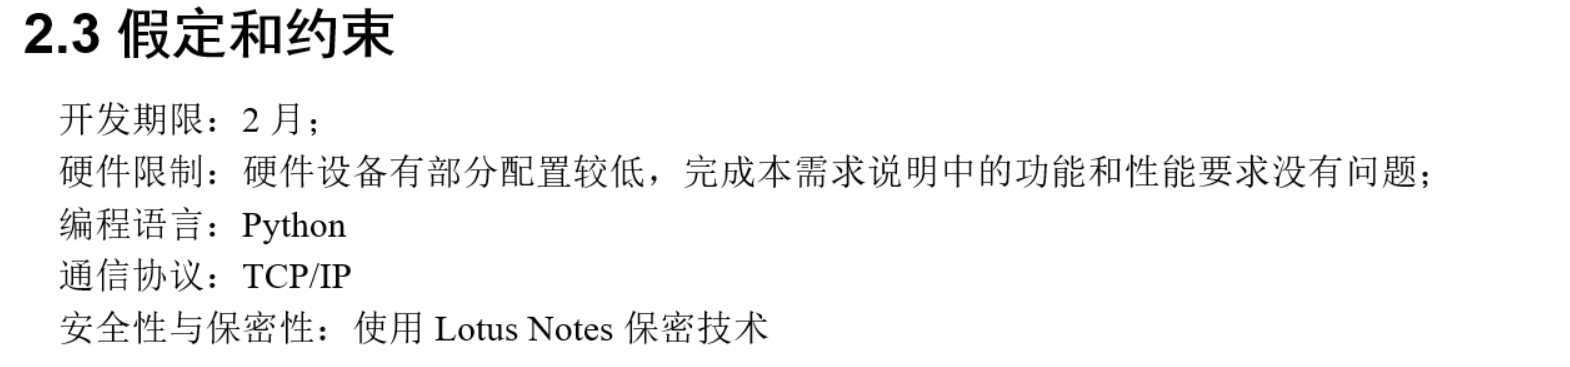 2.3 假定和约束
开发期限：2 月；
硬件限制：硬件设备有部分配置较低，完成本需求说明中的功能和性能要求没有问题；
编程语言：Python
通信协议：TCP/IP
安全性与保密性：使用 Lotus Notes 保密技术